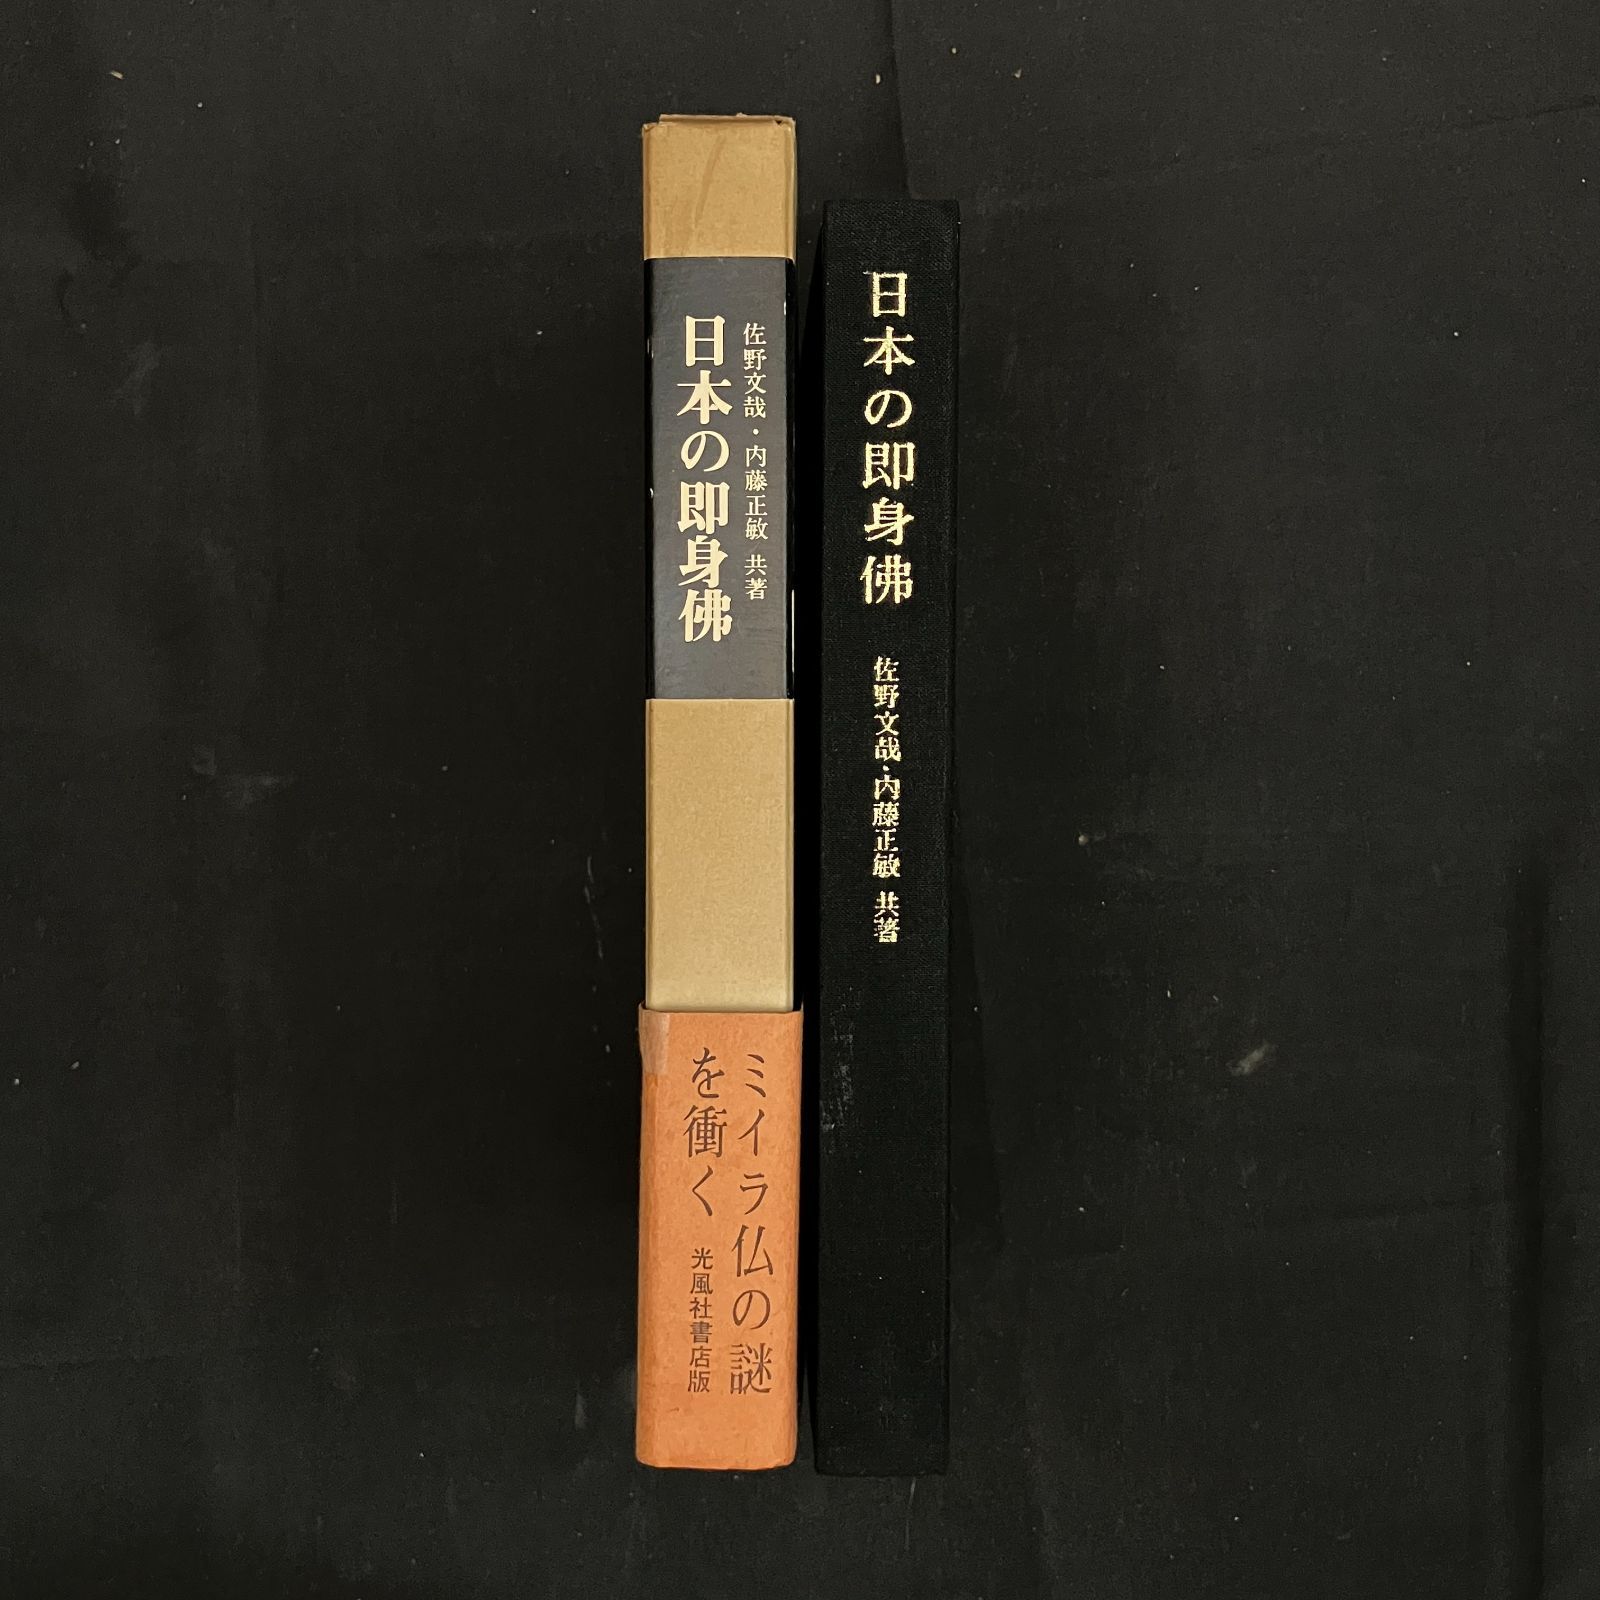 佐野文哉・内藤正敏 共著
日本の即身佛
ミイラ仏の謎
を衝く
光風社書店版
日本の即身佛
佐野文哉・内藤正敏 共著